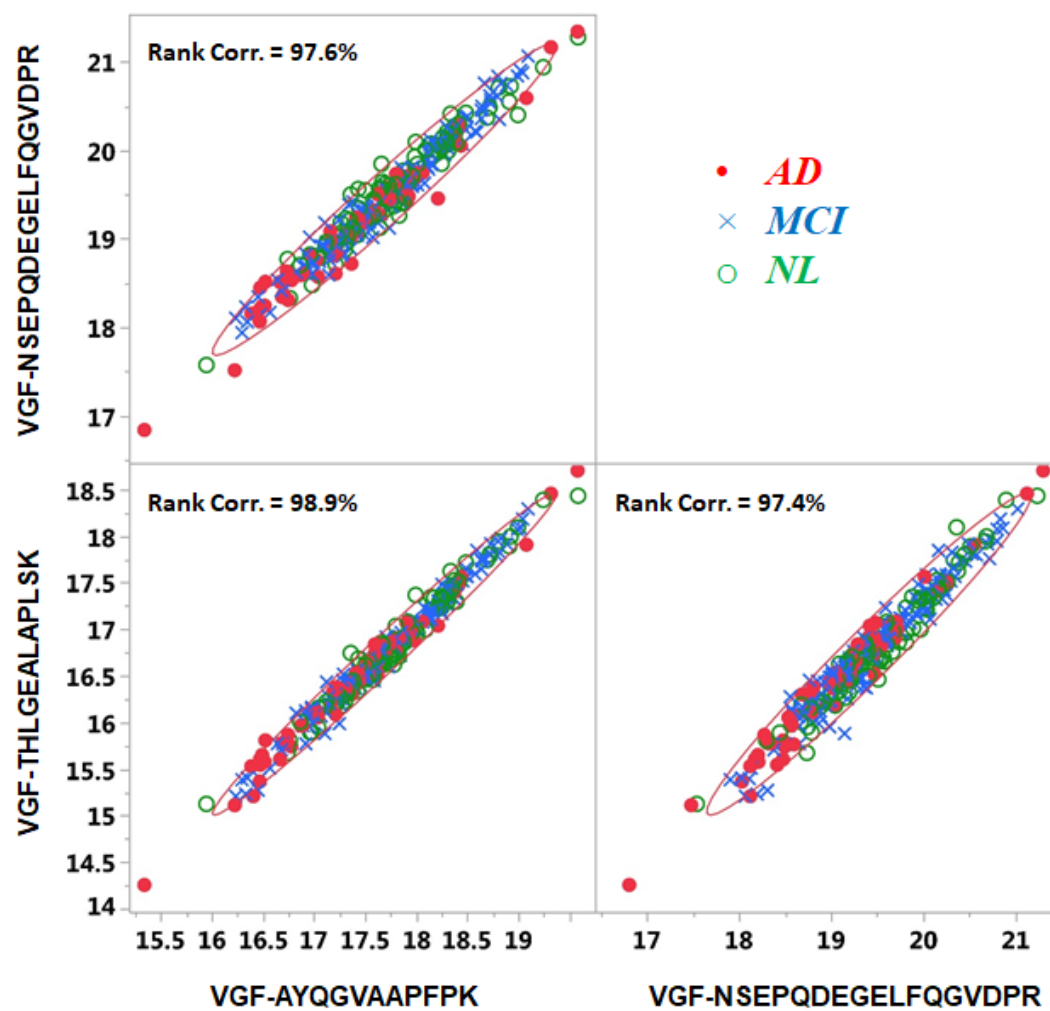 VGF-NSEPQDEGELFQGVDPR
21
20
19
18
17
Rank Corr. = 97.6%
AD
MCI
NL
VGF-THLGEALAPLSK
18.5
18
17.5
17
16.5
16
15.5
15
14.5
14
Rank Corr. = 98.9%
Rank Corr. = 97.4%
15.5 16 16.5 17 17.5 18 18.5 19
17 18 19 20 21
VGF-AYQGVAAPFPK
VGF-NSEPQDEGELFQGVDPR